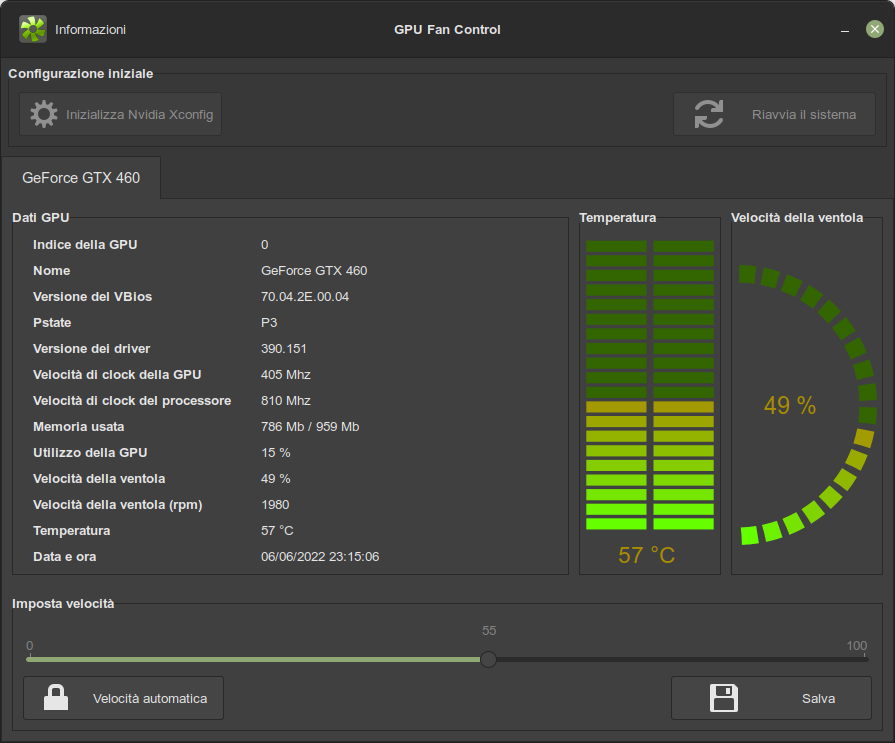 Informazioni
GPU Fan Control
Configurazione iniziale
Inizializza Nvidia Xconfig
Riavvia il sistema
GeForce GTX 460
Dati GPU
Indice della GPU 0
Nome GeForce GTX 460
Versione del VBios 70.04.2E.00.04
Pstate P3
Versione dei driver 390.151
Velocità di clock della GPU 405 Mhz
Velocità di clock del processore 810 Mhz
Memoria usata 786 Mb / 959 Mb
Utilizzo della GPU 15 %
Velocità della ventola 49 %
Velocità della ventola (rpm) 1980
Temperatura 57 °C
Data e ora 06/06/2022 23:15:06
Temperatura
57 °C
Velocità della ventola
49 %
Imposta velocità
55
0 100
Velocità automatica
Salva